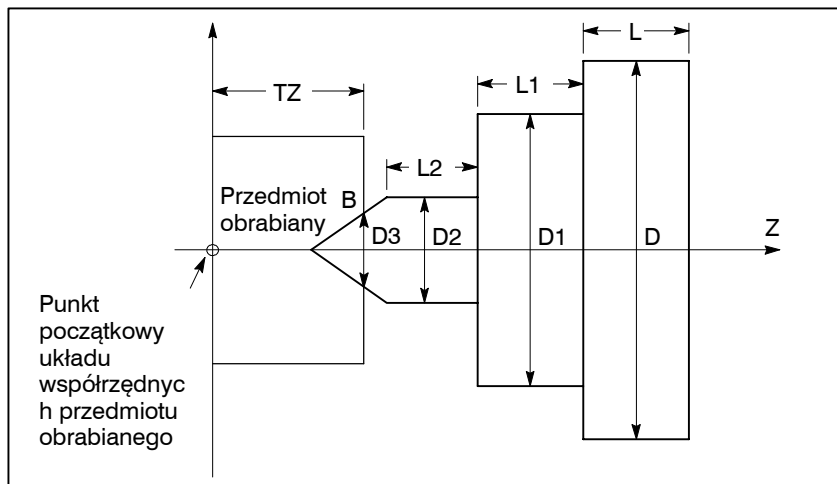 L
L1
TZ
L2
Przedmiot
obrabiany
B
Z
D3
D2
D1
D
Punkt
początkowy
układu
współrzędnyc
h przedmiotu
obrabianego